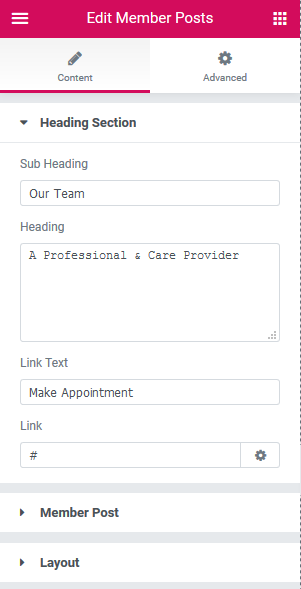 Edit Member Posts
Content
Advanced
Heading Section
Sub Heading
Our Team
Heading
A Professional & Care Provider
Link Text
Make Appointment
Link
#
Member Post
Layout